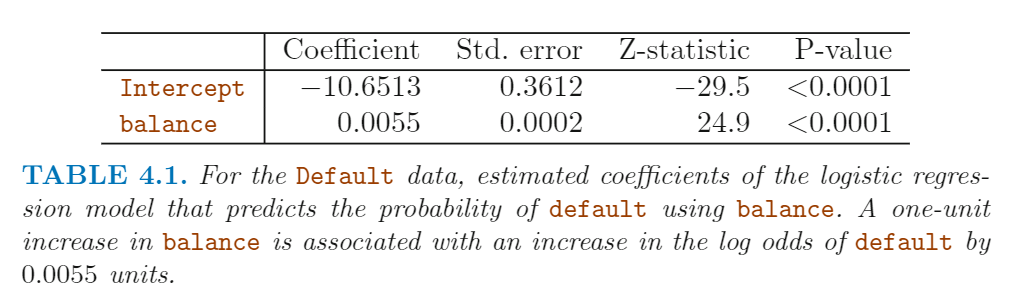 Coefficient Std. error Z-statistic P-value
Intercept −10.6513 0.3612 −29.5 <0.0001
balance 0.0055 0.0002 24.9 <0.0001
TABLE 4.1. For the Default data, estimated coefficients of the logistic regres-
sion model that predicts the probability of default using balance. A one-unit
increase in balance is associated with an increase in the log odds of default by
0.0055 units.